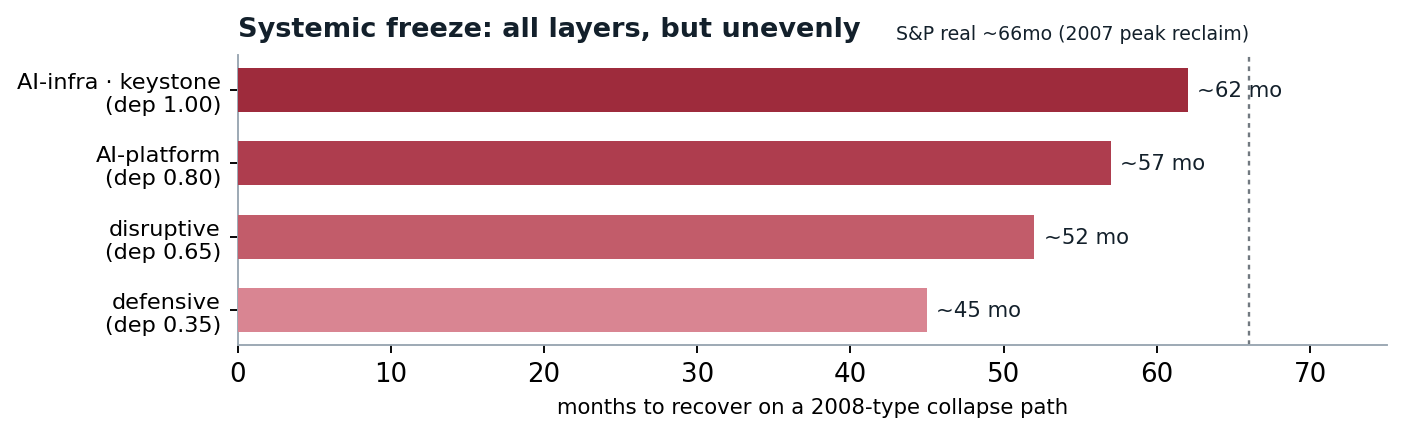 Systemic freeze: all layers, but unevenly
S&P real ~66mo (2007 peak reclaim)
AI-infra · keystone
(dep 1.00)
~62 mo
AI-platform
(dep 0.80)
~57 mo
disruptive
(dep 0.65)
~52 mo
defensive
(dep 0.35)
~45 mo
0 10 20 30 40 50 60 70
months to recover on a 2008-type collapse path